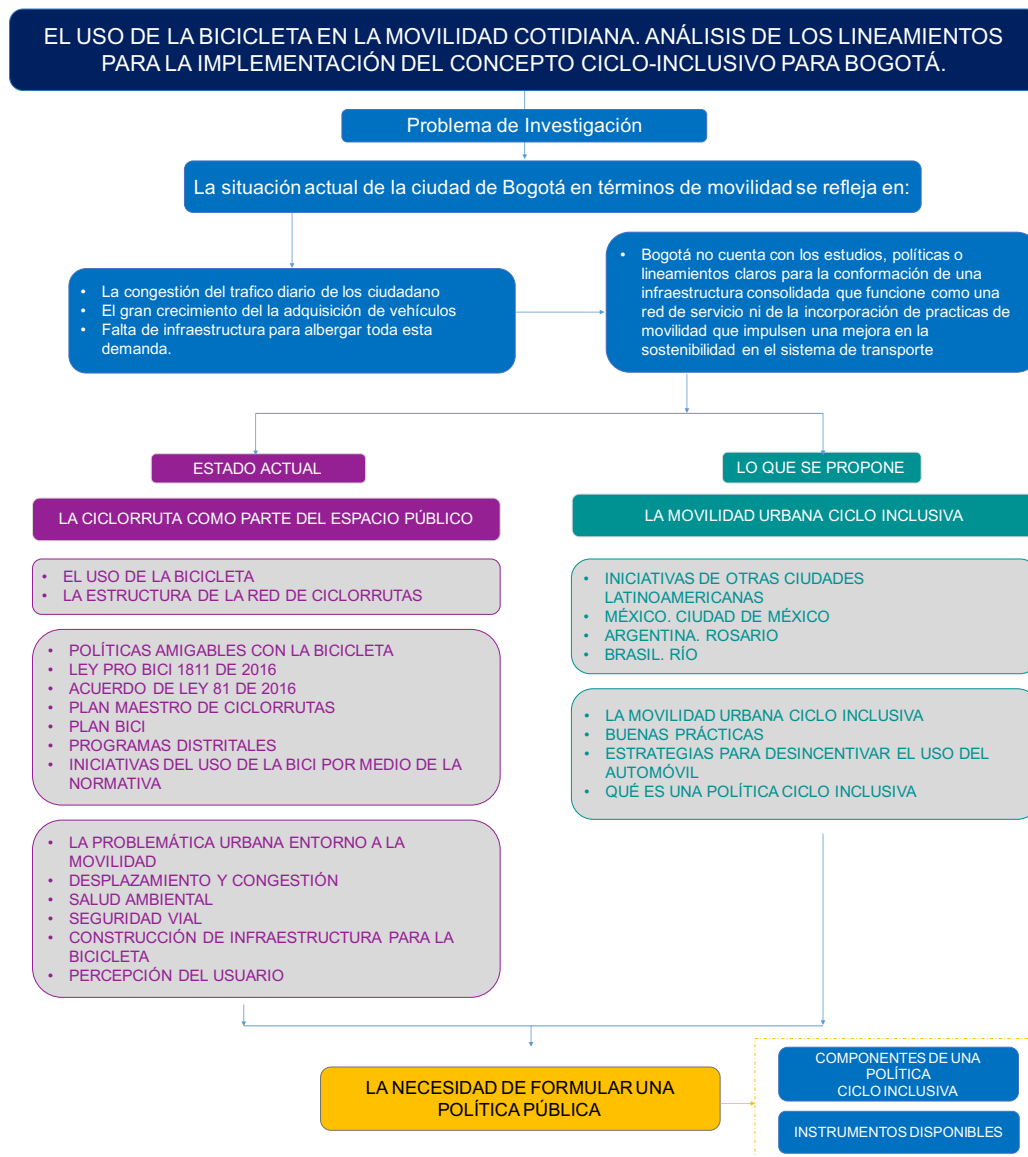 EL USO DE LA BICICLETA EN LA MOVILIDAD COTIDIANA. ANÁLISIS DE LOS LINEAMIENTOS
PARA LA IMPLEMENTACIÓN DEL CONCEPTO CICLO-INCLUSIVO PARA BOGOTÁ.
Problema de Investigación
La situación actual de la ciudad de Bogotá en términos de movilidad se refleja en:
• La congestión del trafico diario de los ciudadano
• El gran crecimiento del la adquisición de vehículos
• Falta de infraestructura para albergar toda esta
demanda.
• Bogotá no cuenta con los estudios, políticas o
lineamientos claros para la conformación de una
infraestructura consolidada que funcione como una
red de servicio ni de la incorporación de practicas de
movilidad que impulsen una mejora en la
sostenibilidad en el sistema de transporte
ESTADO ACTUAL
LA CICLORRUTA COMO PARTE DEL ESPACIO PÚBLICO
• EL USO DE LA BICICLETA
• LA ESTRUCTURA DE LA RED DE CICLORRUTAS
• POLÍTICAS AMIGABLES CON LA BICICLETA
• LEY PRO BICI 1811 DE 2016
• ACUERDO DE LEY 81 DE 2016
• PLAN MAESTRO DE CICLORRUTAS
• PLAN BICI
• PROGRAMAS DISTRITALES
• INICIATIVAS DEL USO DE LA BICI POR MEDIO DE LA
NORMATIVA
• LA PROBLEMÁTICA URBANA ENTORNO A LA
MOVILIDAD
• DESPLAZAMIENTO Y CONGESTIÓN
• SALUD AMBIENTAL
• SEGURIDAD VIAL
• CONSTRUCCIÓN DE INFRAESTRUCTURA PARA LA
BICICLETA
• PERCEPCIÓN DEL USUARIO
LO QUE SE PROPONE
LA MOVILIDAD URBANA CICLO INCLUSIVA
• INICIATIVAS DE OTRAS CIUDADES
LATINOAMERICANAS
• MÉXICO. CIUDAD DE MÉXICO
• ARGENTINA. ROSARIO
• BRASIL. RÍO
• LA MOVILIDAD URBANA CICLO INCLUSIVA
• BUENAS PRÁCTICAS
• ESTRATEGIAS PARA DESINCENTIVAR EL USO DEL
AUTOMÓVIL
• QUÉ ES UNA POLÍTICA CICLO INCLUSIVA
LA NECESIDAD DE FORMULAR UNA
POLÍTICA PÚBLICA
COMPONENTES DE UNA
POLÍTICA
CICLO INCLUSIVA
INSTRUMENTOS DISPONIBLES